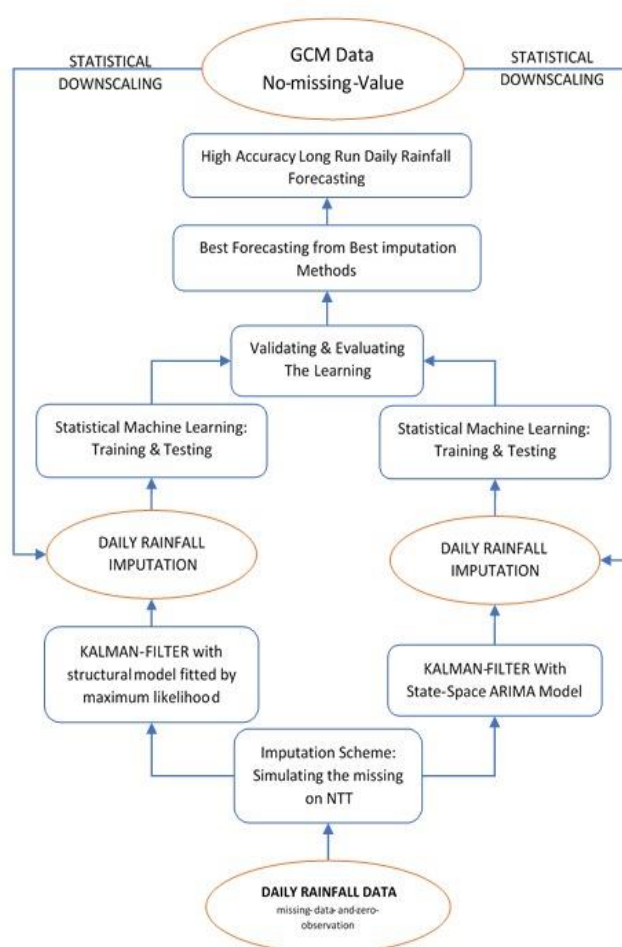 GCM Data
No-missing-Value
STATISTICAL
DOWNSCALING
STATISTICAL
DOWNSCALING
High Accuracy Long Run Daily Rainfall
Forecasting
Best Forecasting from Best imputation
Methods
Validating & Evaluating
The Learning
Statistical Machine Learning:
Training & Testing
Statistical Machine Learning:
Training & Testing
DAILY RAINFALL
IMPUTATION
DAILY RAINFALL
IMPUTATION
KALMAN-FILTER with
structural model fitted by
maximum likelihood
KALMAN-FILTER With
State-Space ARIMA Model
Imputation Scheme:
Simulating the missing
on NTT
DAILY RAINFALL DATA
missing-data-and-zero-
observation